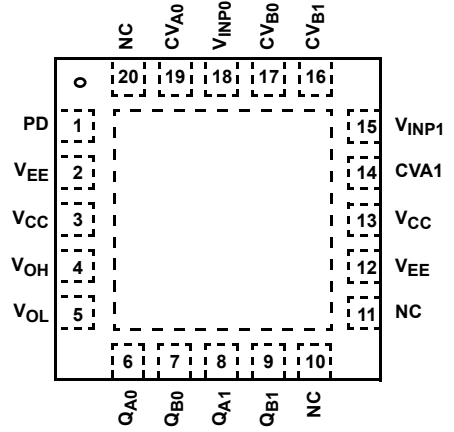 NC
CVA0
VINP0
CVB0
CVB1
20
19
18
17
16
PD
1
15
VINP1
VEE
2
14
CVA1
VCC
3
13
VCC
VOH
4
12
VEE
VOL
5
11
NC
6
7
8
9
10
QA0
QB0
QA1
QB1
NC